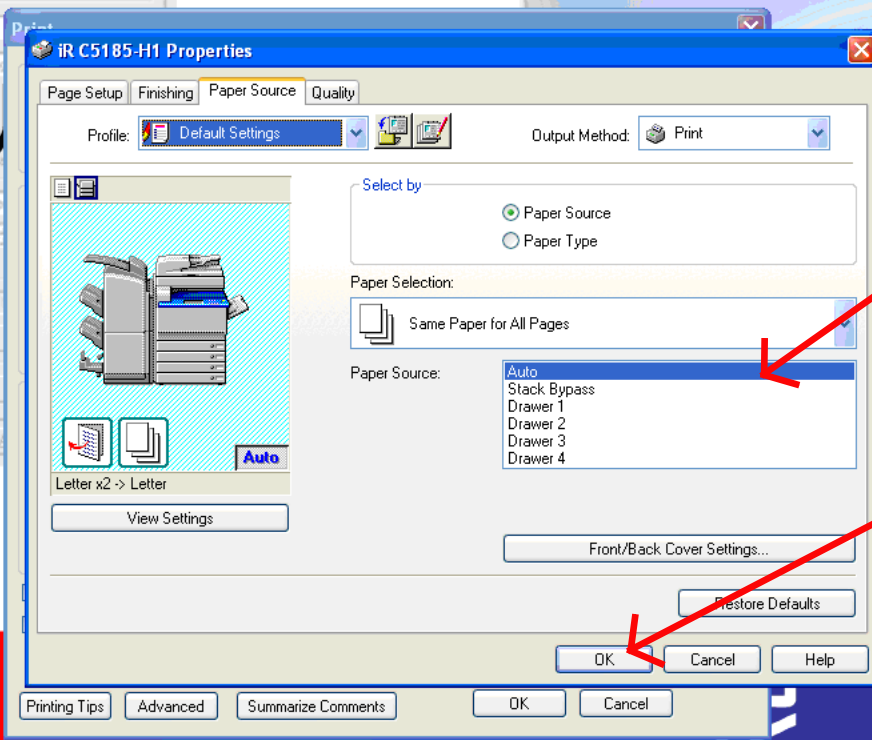 Print
iR C5185-H1 Properties
Page Setup Finishing Paper Source Quality
Profile: Default Settings Output Method: Print
Select by
Paper Source
Paper Type
Paper Selection:
Same Paper for All Pages
Paper Source:
Auto
Stack Bypass
Drawer 1
Drawer 2
Drawer 3
Drawer 4
Auto
Letter x2 -> Letter
View Settings
Front/Back Cover Settings...
Restore Defaults
OK Cancel Help
Printing Tips Advanced Summarize Comments OK Cancel